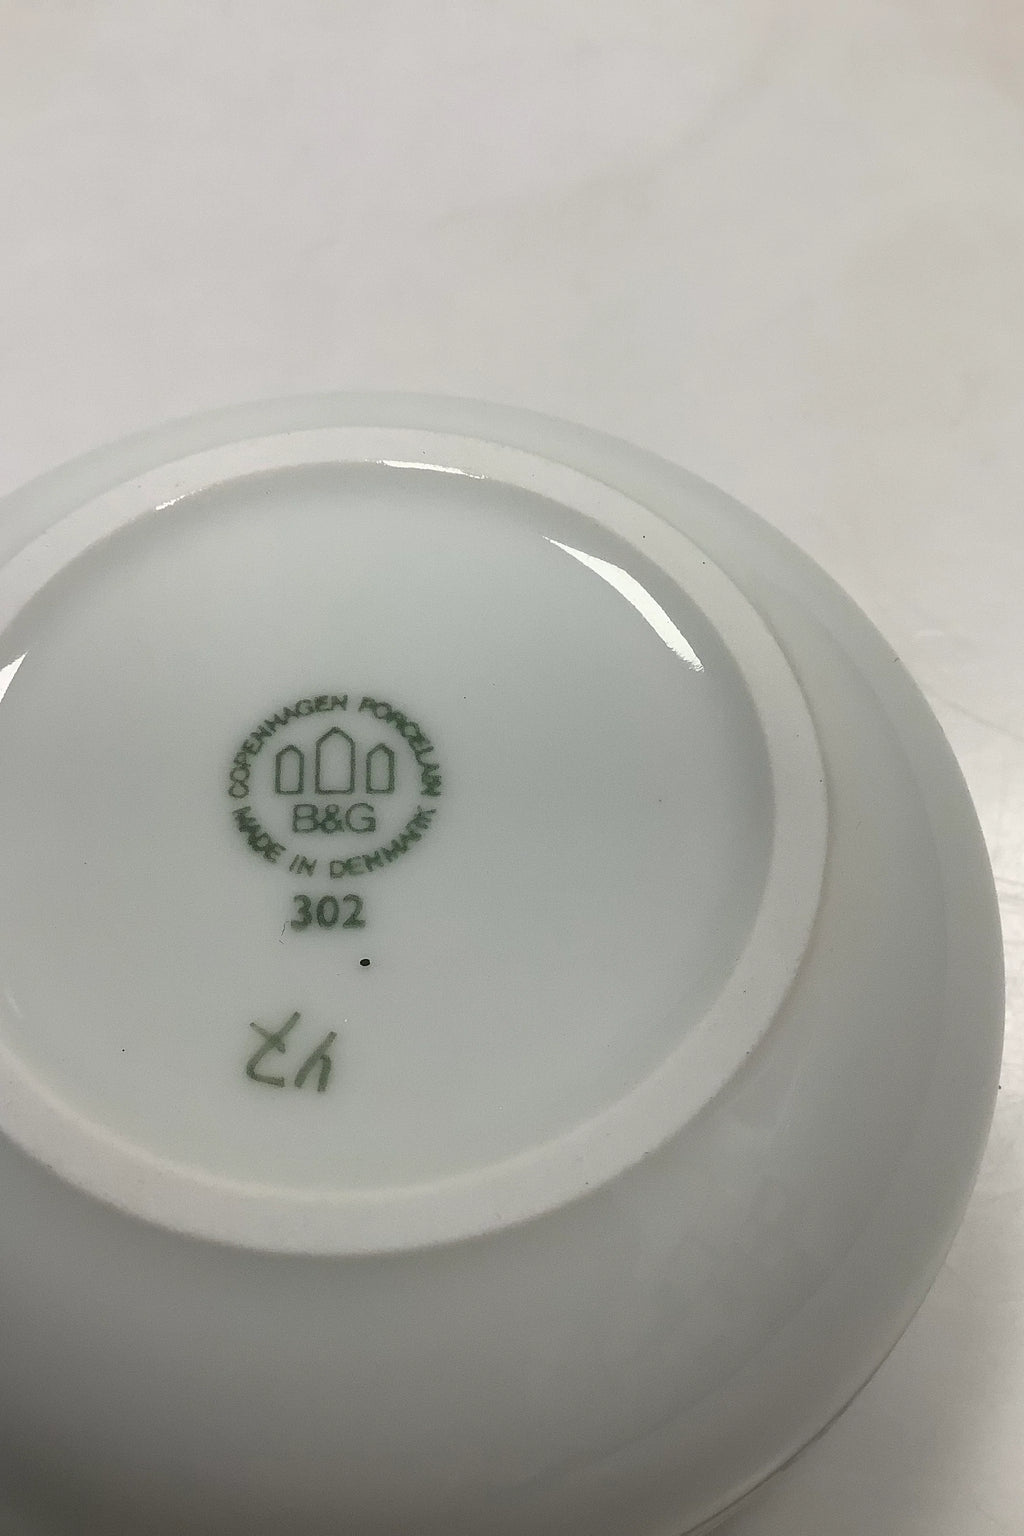 COPENHAGEN PORCELAIN
B&G
MADE IN DENMARK
302